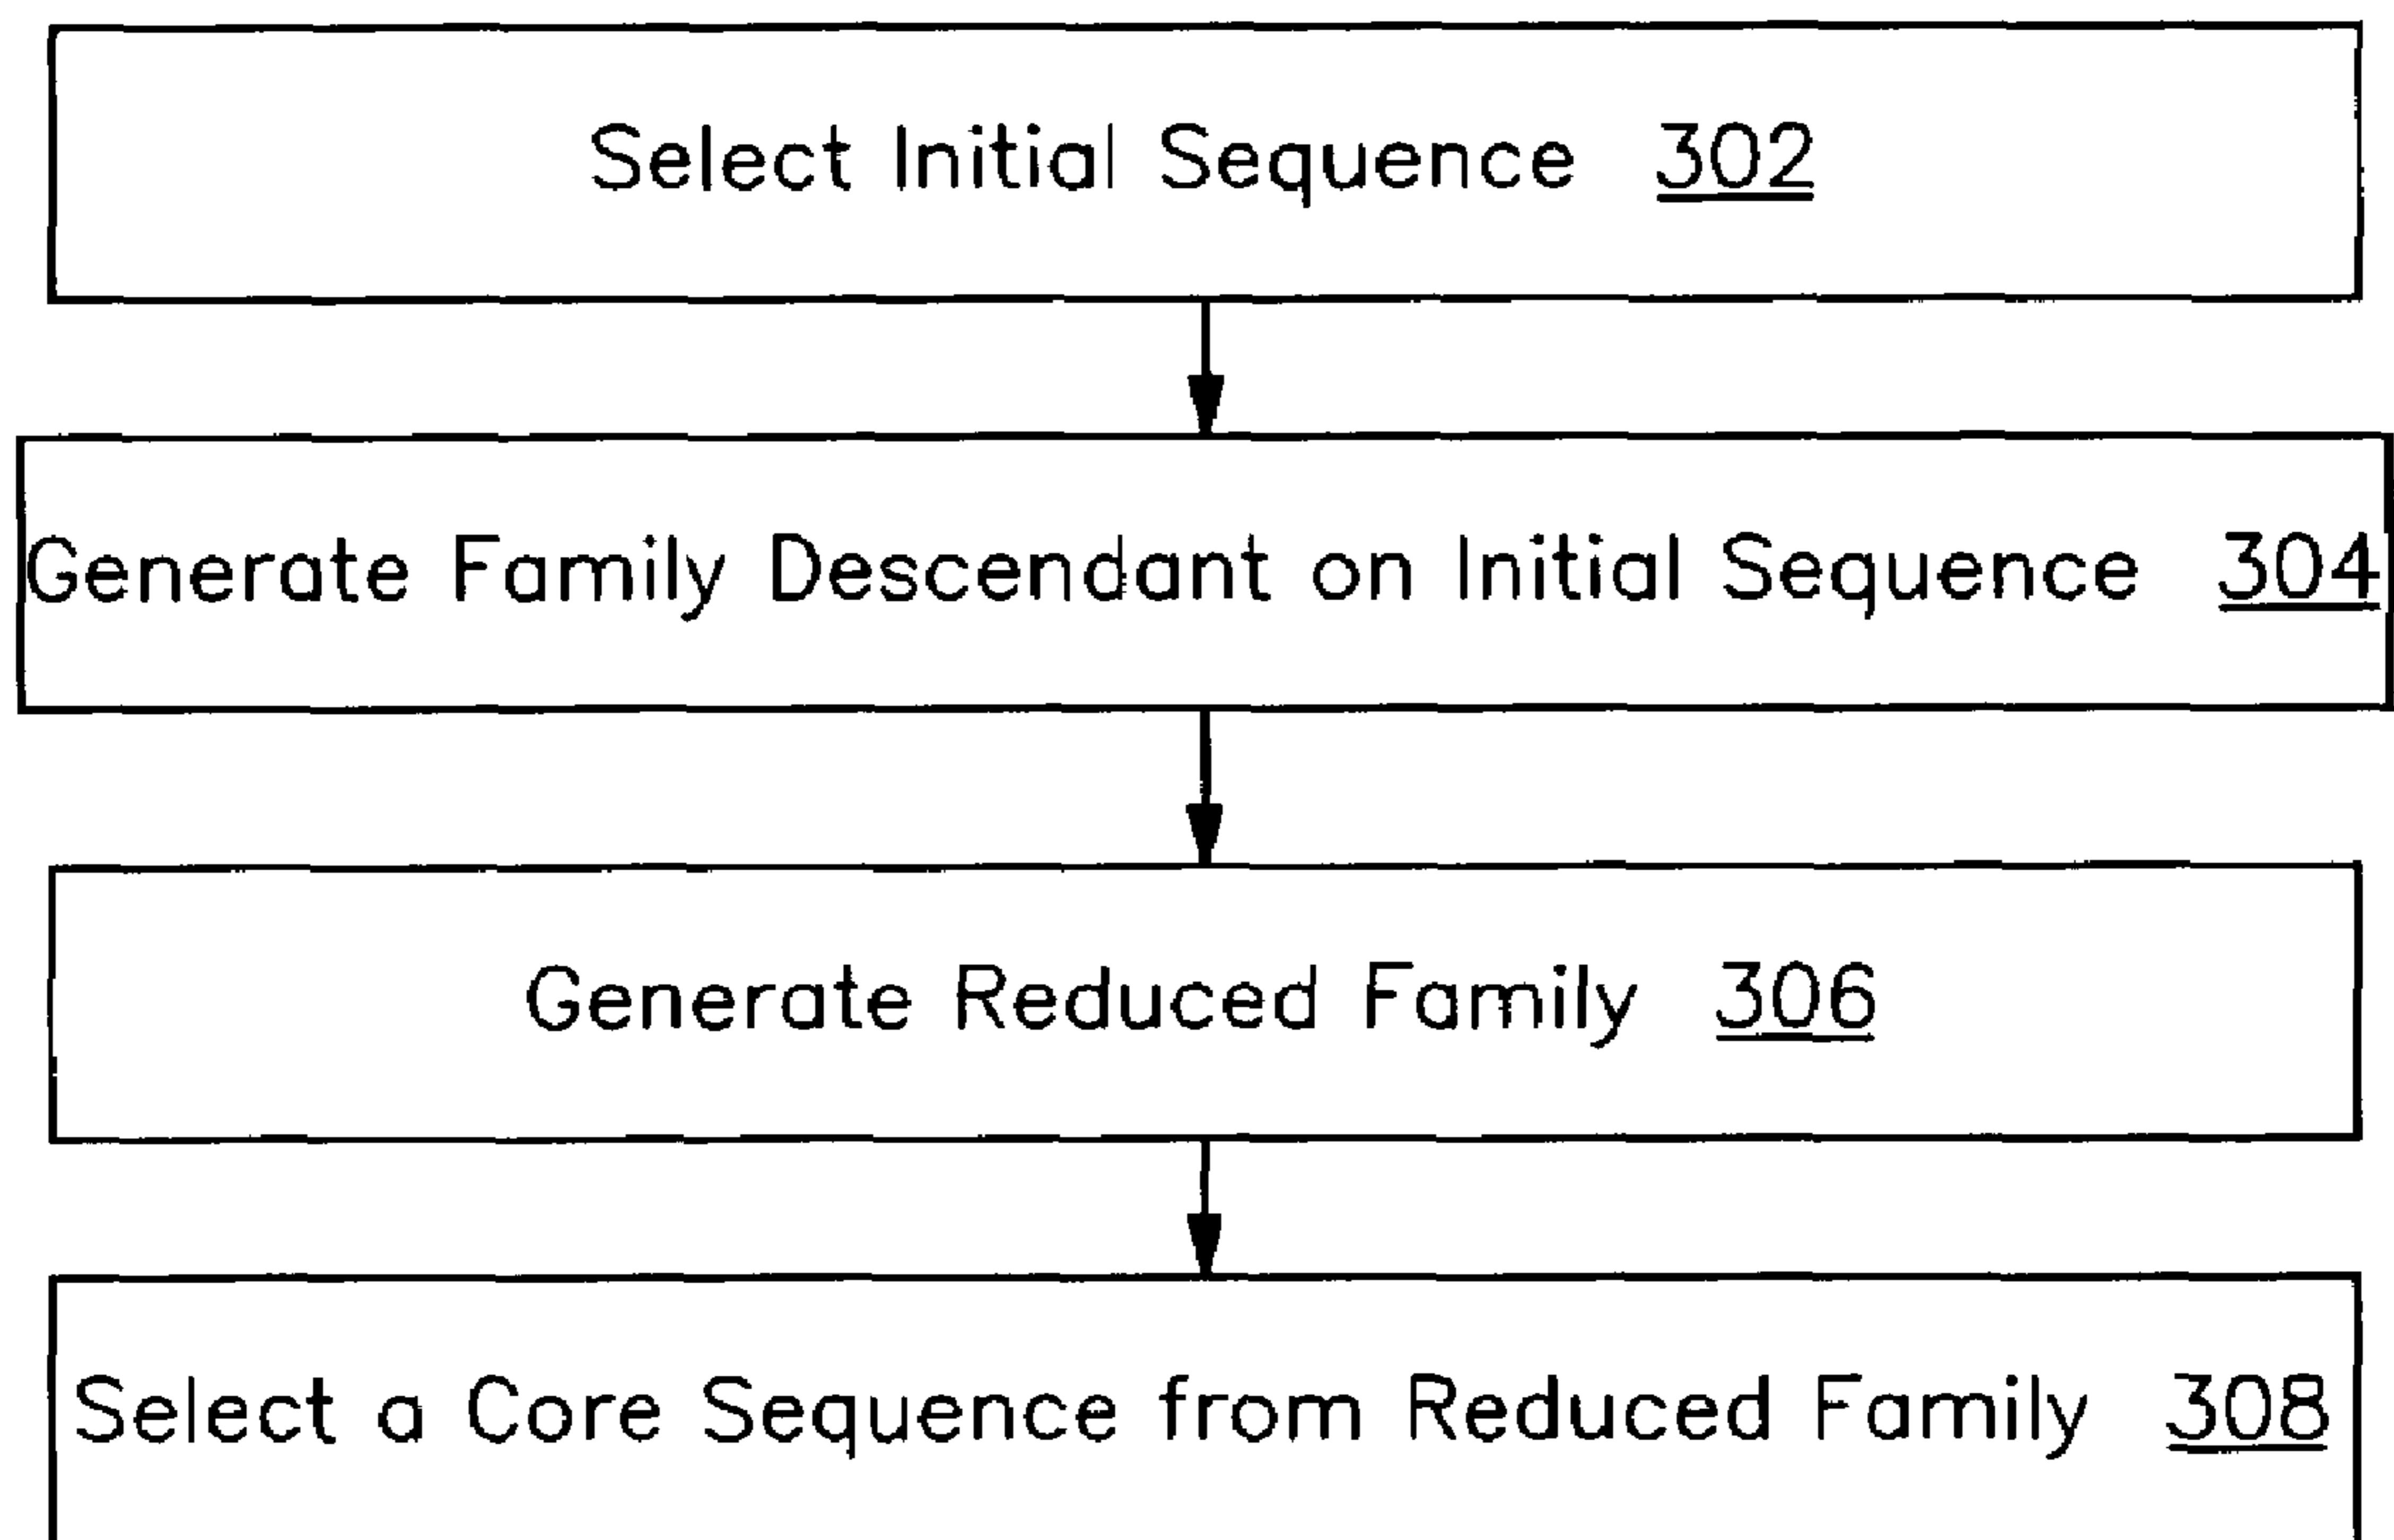 Select Initial Sequence 302
Generate Family Descendant on Initial Sequence 304
Generate Reduced Family 306
Select a Core Sequence from Reduced Family 308